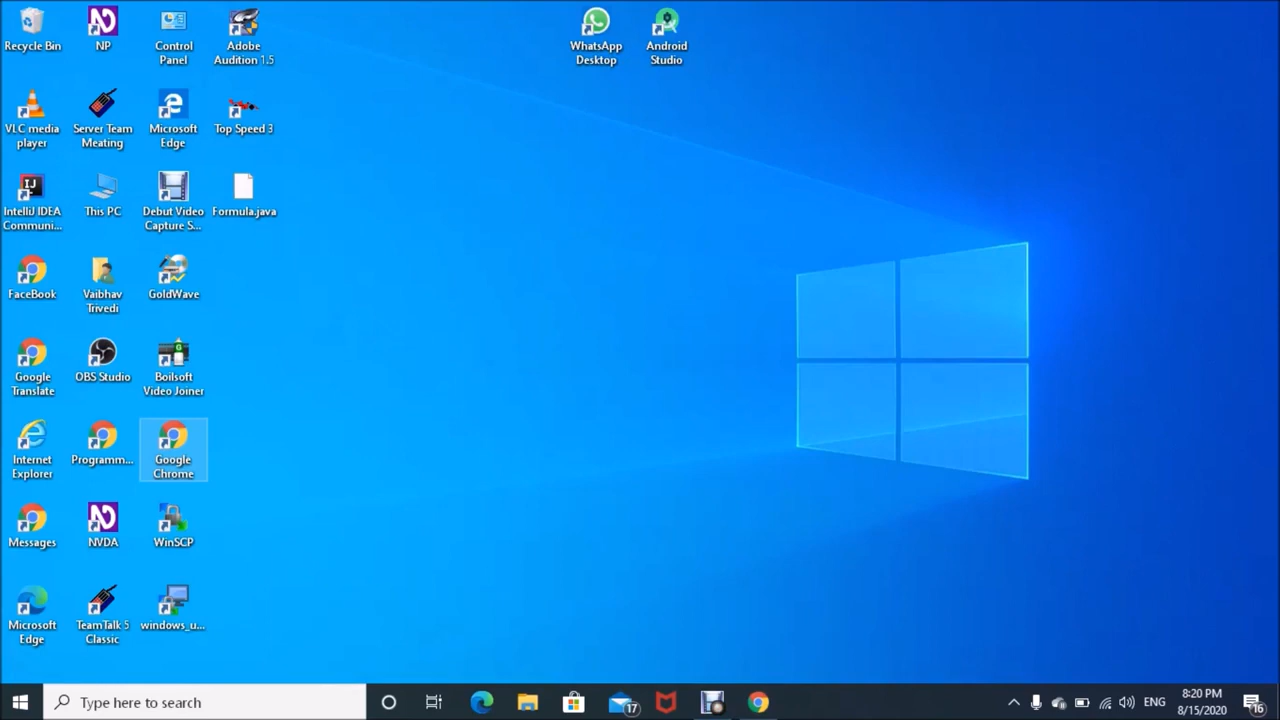 Recycle Bin
NP
Control
Panel
Adobe
Audition 1.5
WhatsApp
Desktop
Android
Studio
VLC media
player
Server Team
Meating
Microsoft
Edge
Top Speed 3
IntelliJ IDEA
Communi...
This PC
Debut Video
Capture S...
Formula.java
FaceBook
Vaibhav
Trivedi
GoldWave
Google
Translate
OBS Studio
Boilsoft
Video Joiner
Internet
Explorer
Programm...
Google
Chrome
Messages
NVDA
WinSCP
Microsoft
Edge
TeamTalk 5
Classic
windows_u...
Type here to search
17
ENG
8:20 PM
8/15/2020
16